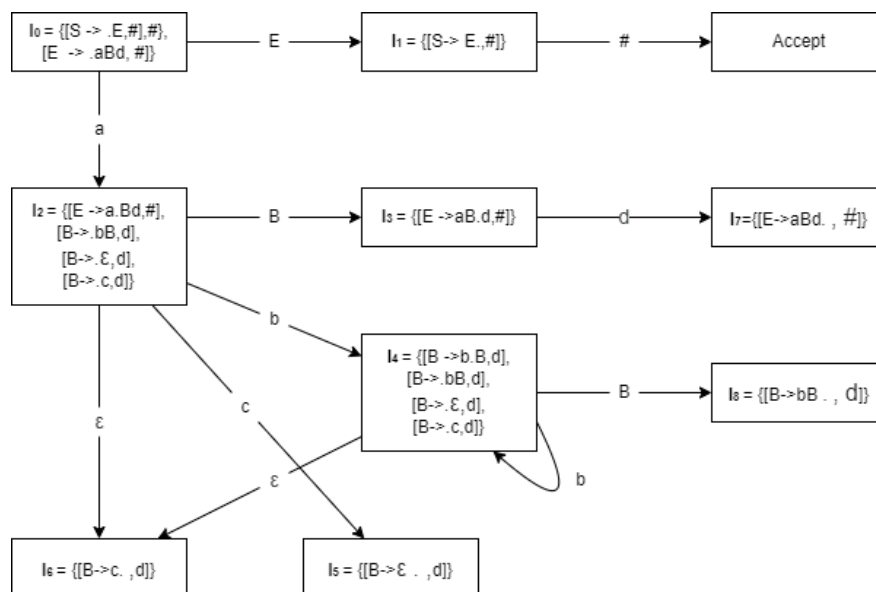 I₀ = {[S -> .E,#],#},
[E -> .aBd, #]}
E
I₁ = {[S-> E.,#]}
#
Accept
a
I₂ = {[E ->a.Bd,#],
[B->.bB,d],
[B->.Ɛ,d],
[B->.c,d]}
B
I₃ = {[E ->aB.d,#]}
d
I₇={[E->aBd. , #]}
b
I₄ = {[B ->b.B,d],
[B->.bB,d],
[B->.Ɛ,d],
[B->.c,d]}
B
I₈ = {[B->bB . , d]}
c
ε
ε
b
I₆ = {[B->c. ,d]}
I₅ = {[B->Ɛ . ,d]}